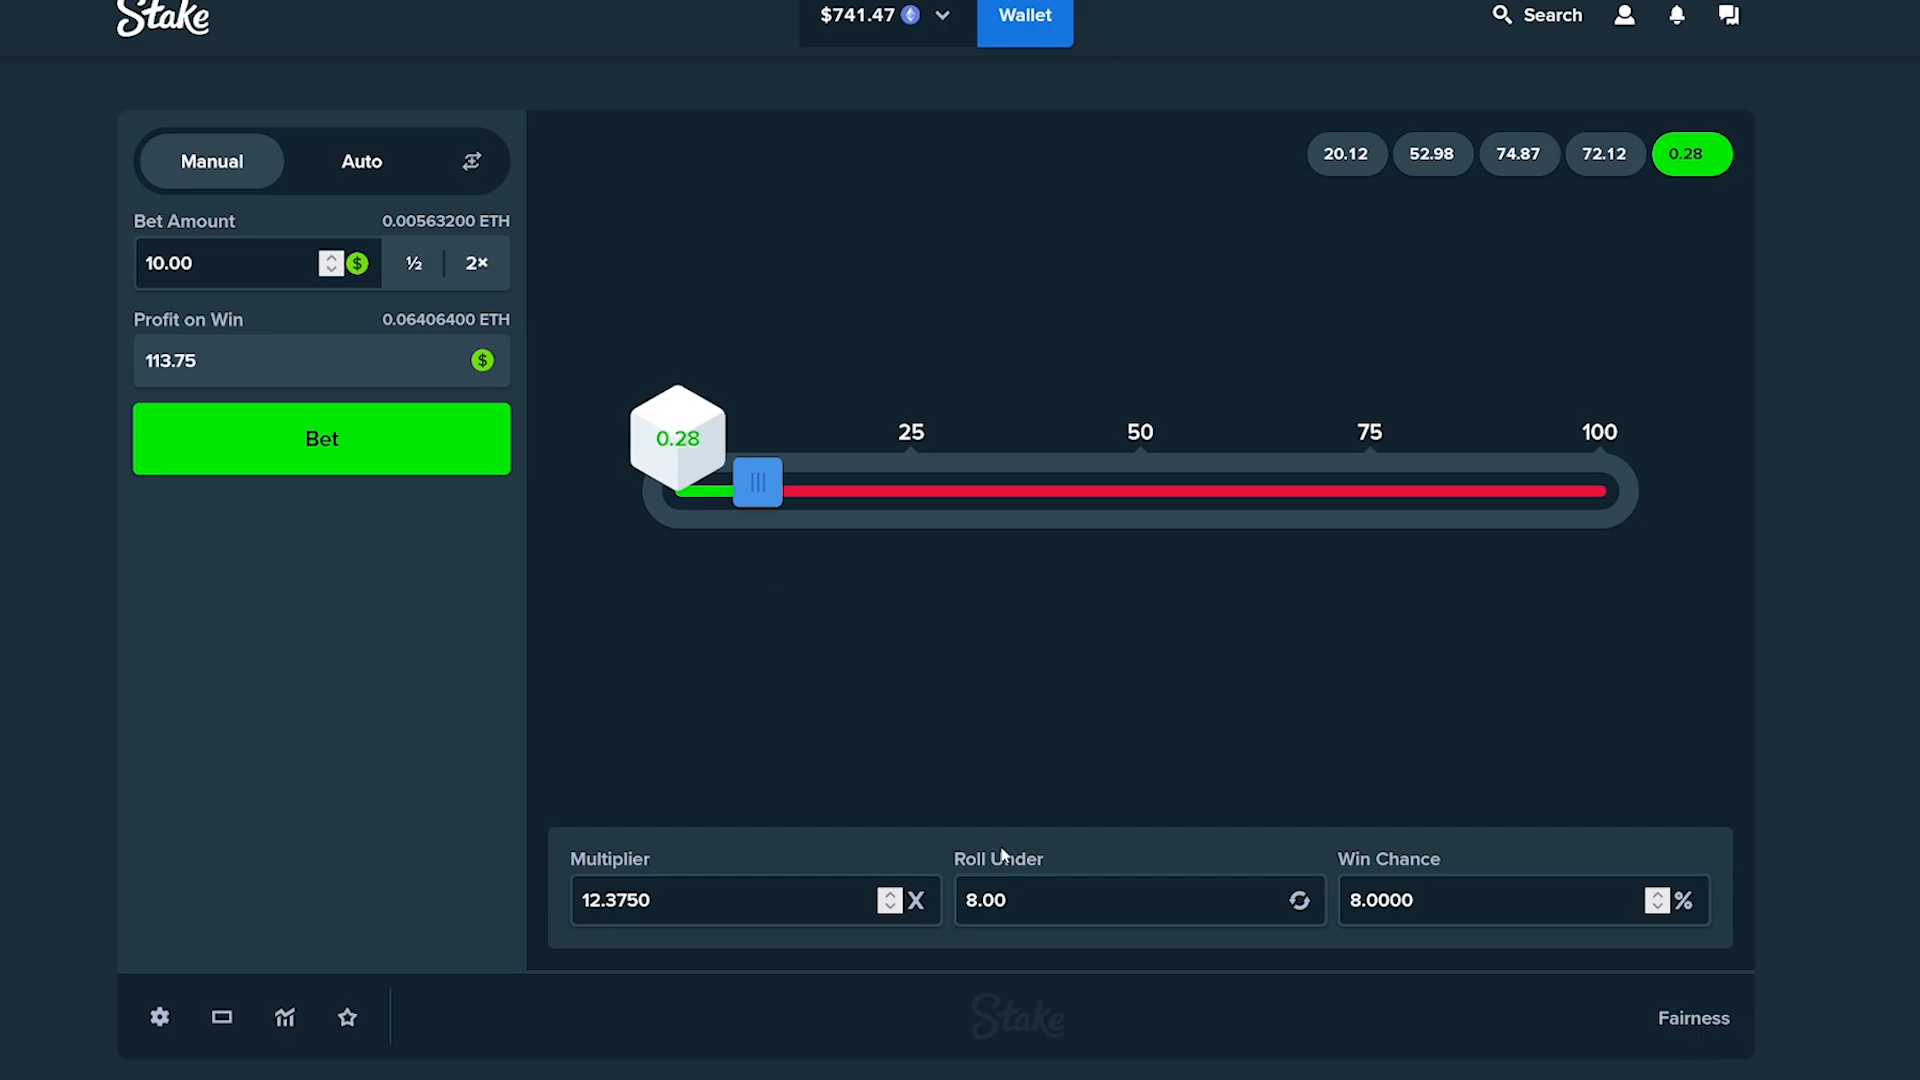 Stake
$741.47
Wallet
Search
Manual
Auto
20.12
52.98
74.87
72.12
0.28
Bet Amount
0.00563200 ETH
10.00
$
½
2×
Profit on Win
0.06406400 ETH
113.75
$
Bet
0.28
25
50
75
100
Multiplier
Roll Under
Win Chance
12.3750
X
8.00
8.0000
%
Stake
Fairness